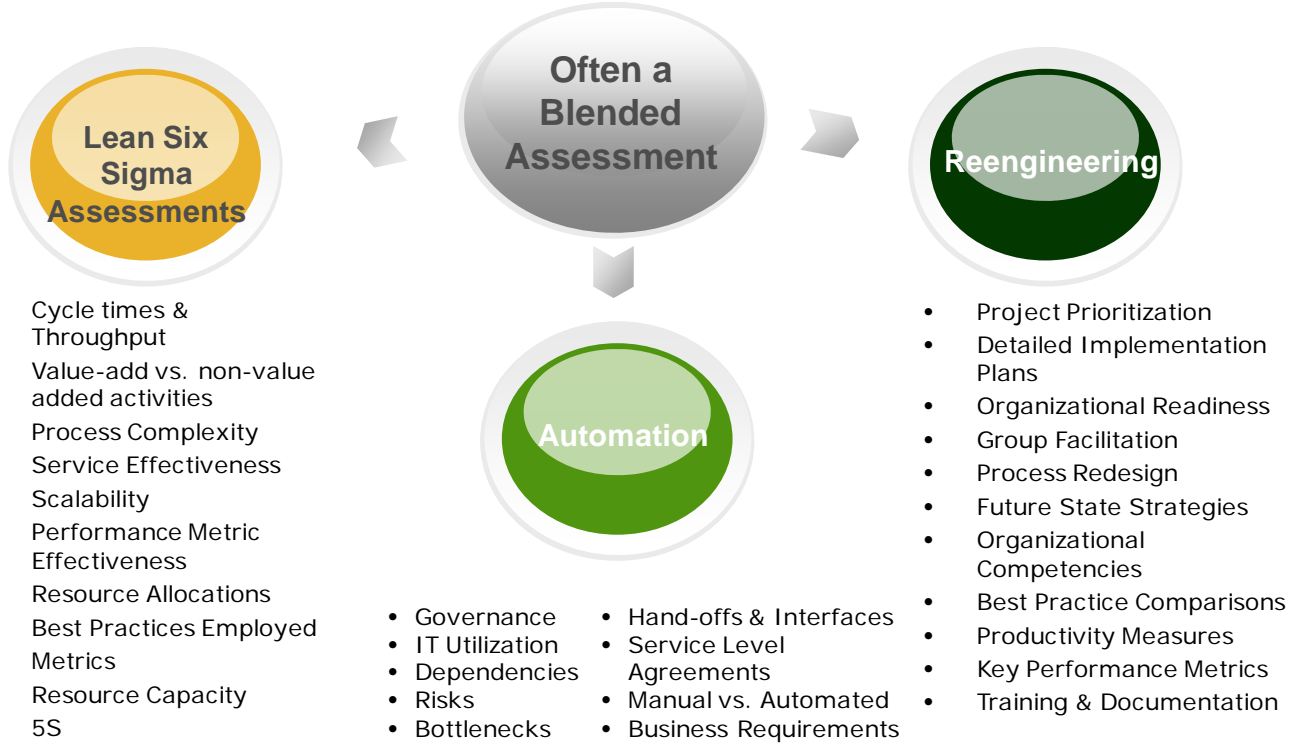 Often a
Blended
Assessment
Lean Six
Sigma
Assessments
Cycle times &
Throughput
Value-add vs. non-value
added activities
Process Complexity
Service Effectiveness
Scalability
Performance Metric
Effectiveness
Resource Allocations
Best Practices Employed
Metrics
Resource Capacity
5S
Automation
• Governance
• IT Utilization
• Dependencies
• Risks
• Bottlenecks
• Hand-offs & Interfaces
• Service Level
Agreements
• Manual vs. Automated
• Business Requirements
Reengineering
• Project Prioritization
• Detailed Implementation
Plans
• Organizational Readiness
• Group Facilitation
• Process Redesign
• Future State Strategies
• Organizational
Competencies
• Best Practice Comparisons
• Productivity Measures
• Key Performance Metrics
• Training & Documentation